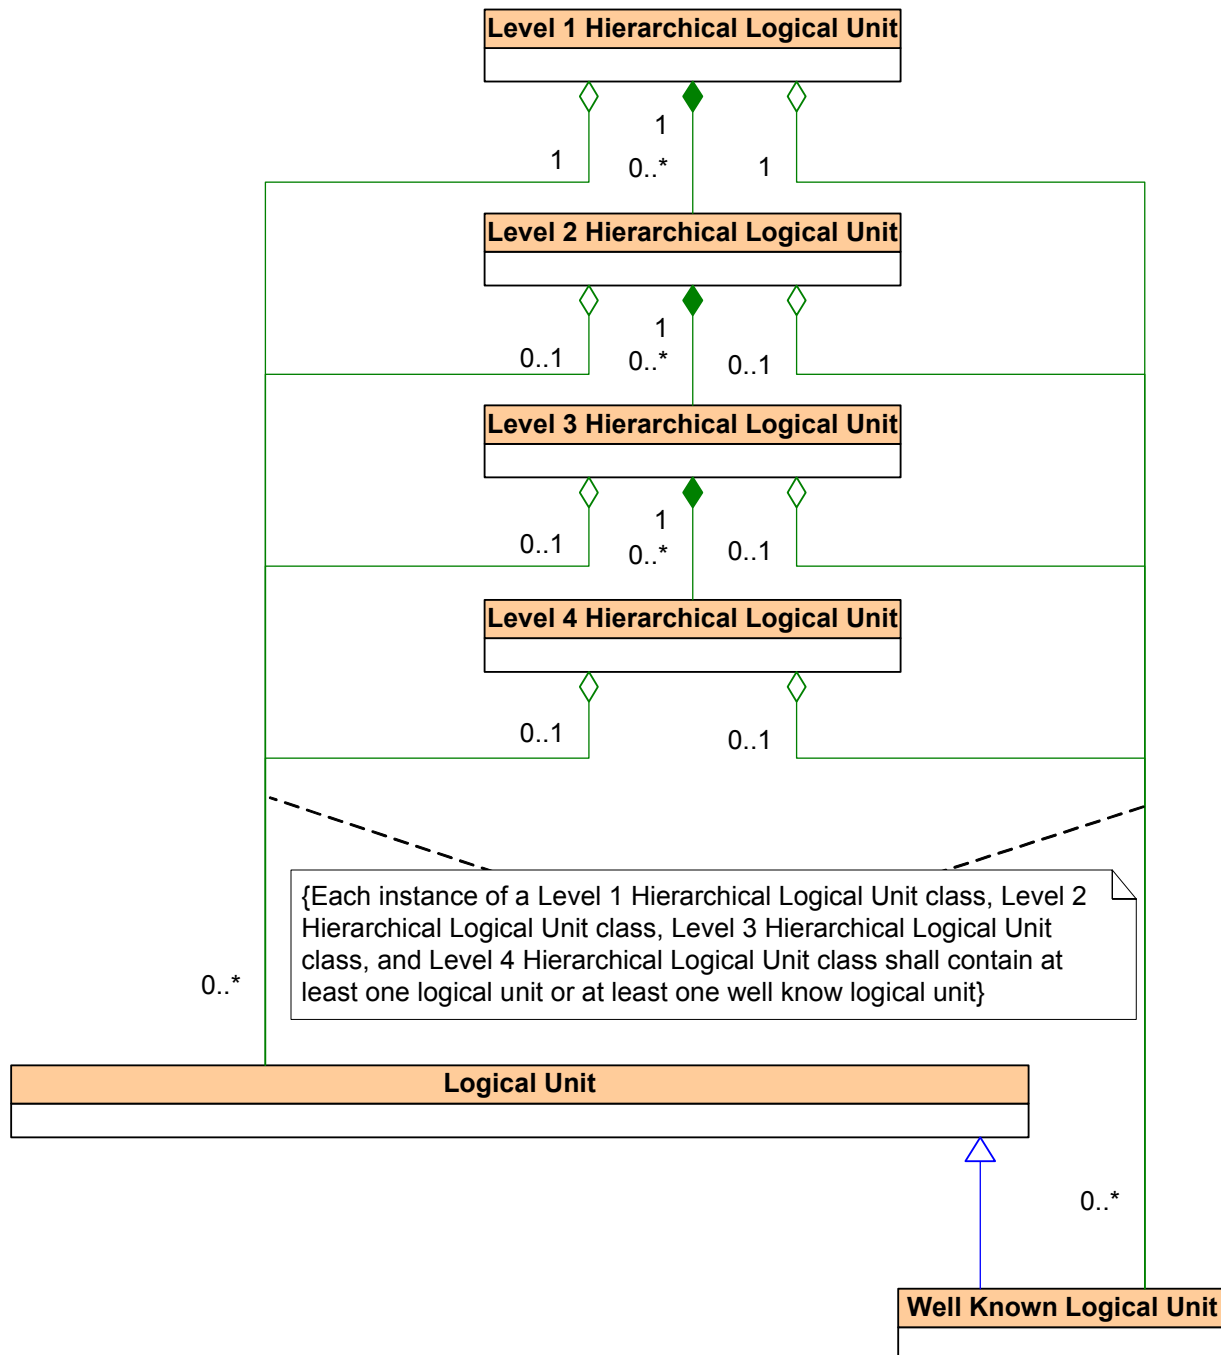 Level 1 Hierarchical Logical Unit
1
0..*
1
1
Level 2 Hierarchical Logical Unit
1
0..1
0..*
0..1
Level 3 Hierarchical Logical Unit
1
0..1
0..*
0..1
Level 4 Hierarchical Logical Unit
0..1
0..1
{Each instance of a Level 1 Hierarchical Logical Unit class, Level 2
Hierarchical Logical Unit class, Level 3 Hierarchical Logical Unit
class, and Level 4 Hierarchical Logical Unit class shall contain at
least one logical unit or at least one well know logical unit}
0..*
Logical Unit
0..*
Well Known Logical Unit